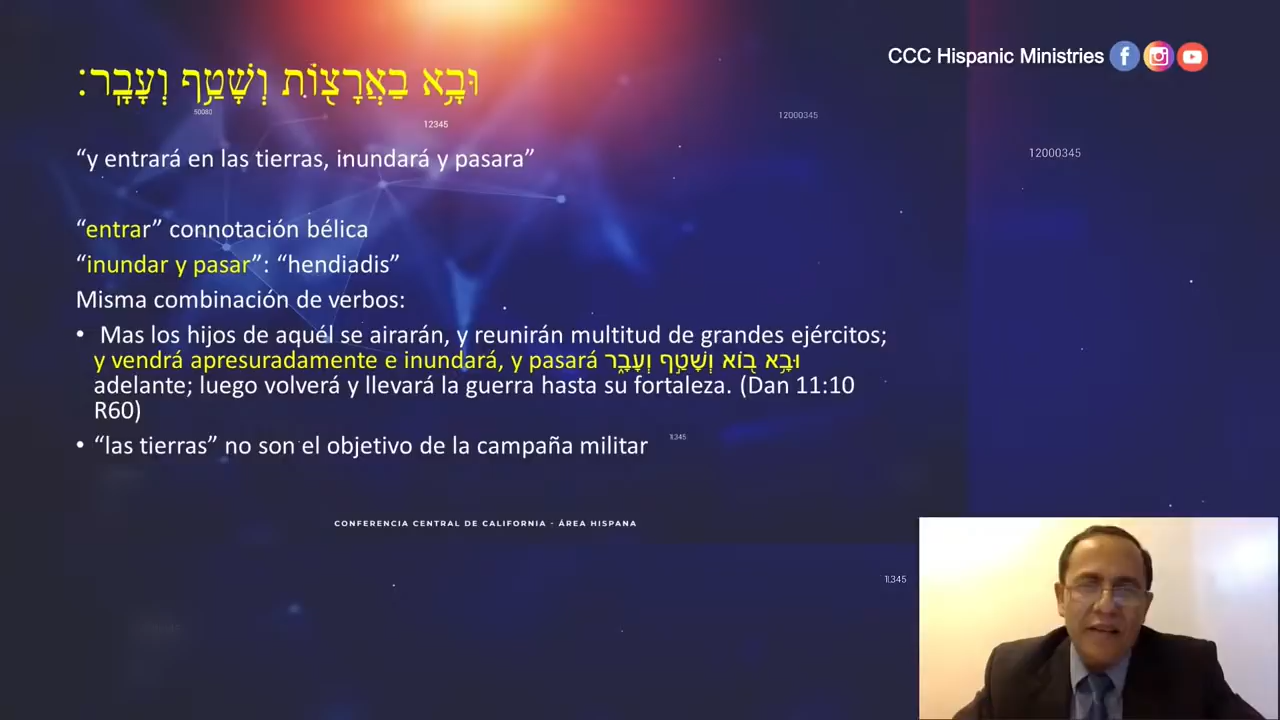 CCC Hispanic Ministries
וּבָ֥א בַאֲרָצ֖וֹת וְשָׁטַ֥ף וְעָבָֽר׃
50080
12345
12000345
12000345
“y entrará en las tierras, inundará y pasara”
“entrar” connotación bélica
“inundar y pasar”: “hendiadis”
Misma combinación de verbos:
• Mas los hijos de aquél se airarán, y reunirán multitud de grandes ejércitos;
y vendrá apresuradamente e inundará, y pasará וּבָ֥א ב֖וֹא וְשָׁטַ֣ף וְעָבָ֑ר
adelante; luego volverá y llevará la guerra hasta su fortaleza. (Dan 11:10
R60)
• “las tierras” no son el objetivo de la campaña militar
1L345
CONFERENCIA CENTRAL DE CALIFORNIA - ÁREA HISPANA
1L345